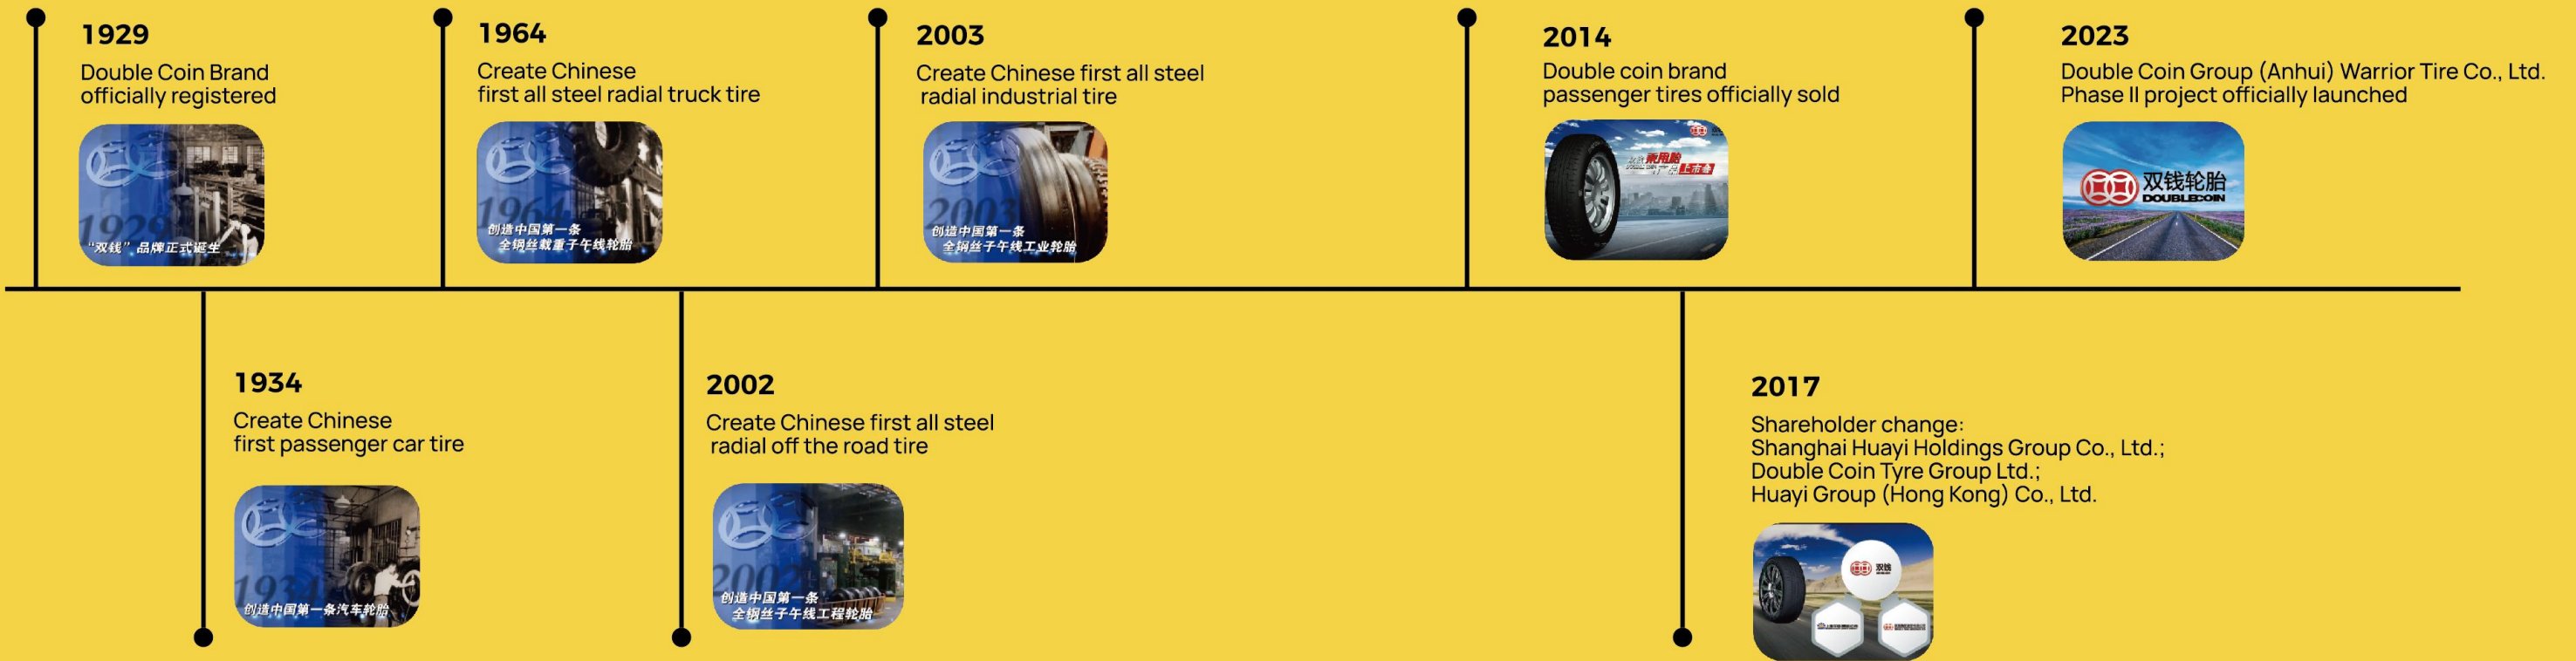 1929
Double Coin Brand
officially registered
1929
“双钱”品牌正式诞生
1934
Create Chinese
first passenger car tire
1934
创造中国第一条汽车轮胎
1964
Create Chinese
first all steel radial truck tire
1964
创造中国第一条
全钢丝载重子午线轮胎
2002
Create Chinese first all steel
radial off the road tire
2002
创造中国第一条
全钢丝子午线工程轮胎
2003
Create Chinese first all steel
radial industrial tire
2003
创造中国第一条
全钢丝子午线工业轮胎
2014
Double coin brand
passenger tires officially sold
乘用胎
上市会
2017
Shareholder change:
Shanghai Huayi Holdings Group Co., Ltd.;
Double Coin Tyre Group Ltd.;
Huayi Group (Hong Kong) Co., Ltd.
双钱
2023
Double Coin Group (Anhui) Warrior Tire Co., Ltd.
Phase II project officially launched
双钱轮胎
DOUBLECOIN